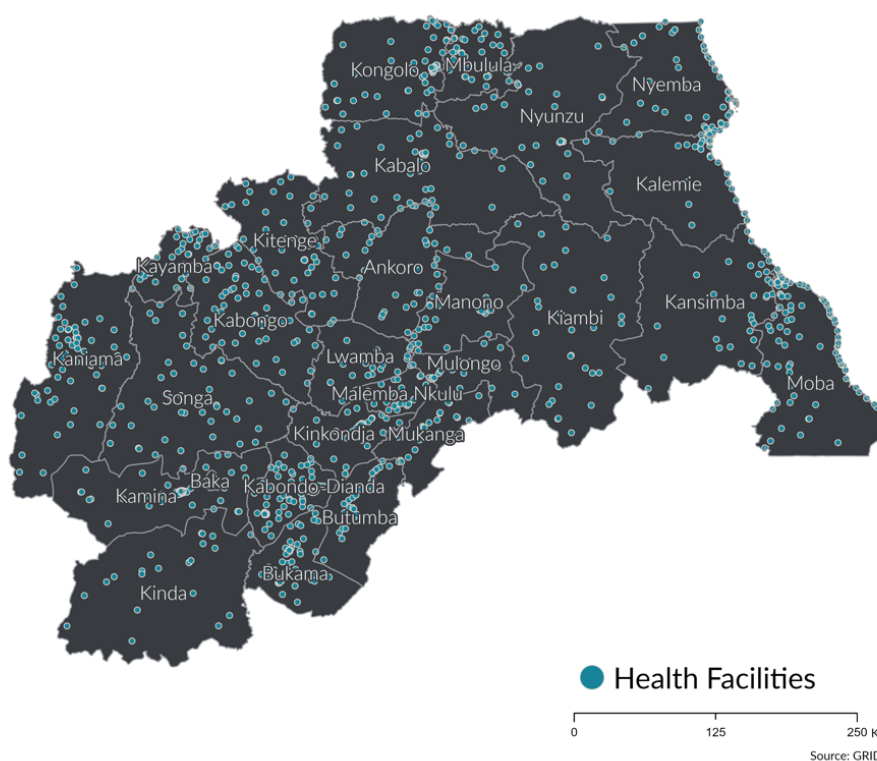 Kongolo
Mbulula
Nyemba
Nyunzu
Kabalo
Kalemie
Kitenge
Kayamba
Ankoro
Manono
Kansimba
Kabongo
Kiambi
Kaniama
Lwamba
Mulongo
Moba
Songa
Malemba Nkulu
Kinkondja
Mukanga
Kamina
Baka
Kabondo-Dianda
Butumba
Bukama
Kinda
Health Facilities
0 125 250 K
Source: GRID